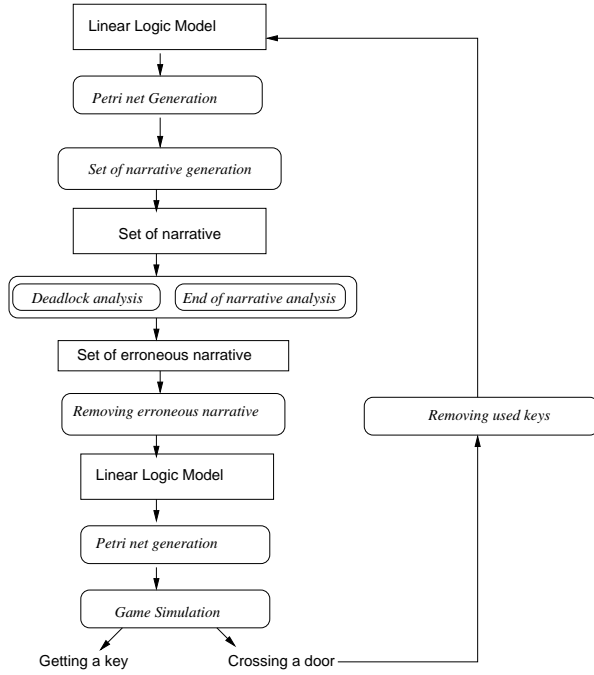 Linear Logic Model
Petri net Generation
Set of narrative generation
Set of narrative
Deadlock analysis
End of narrative analysis
Set of erroneous narrative
Removing erroneous narrative
Removing used keys
Linear Logic Model
Petri net generation
Game Simulation
Getting a key
Crossing a door